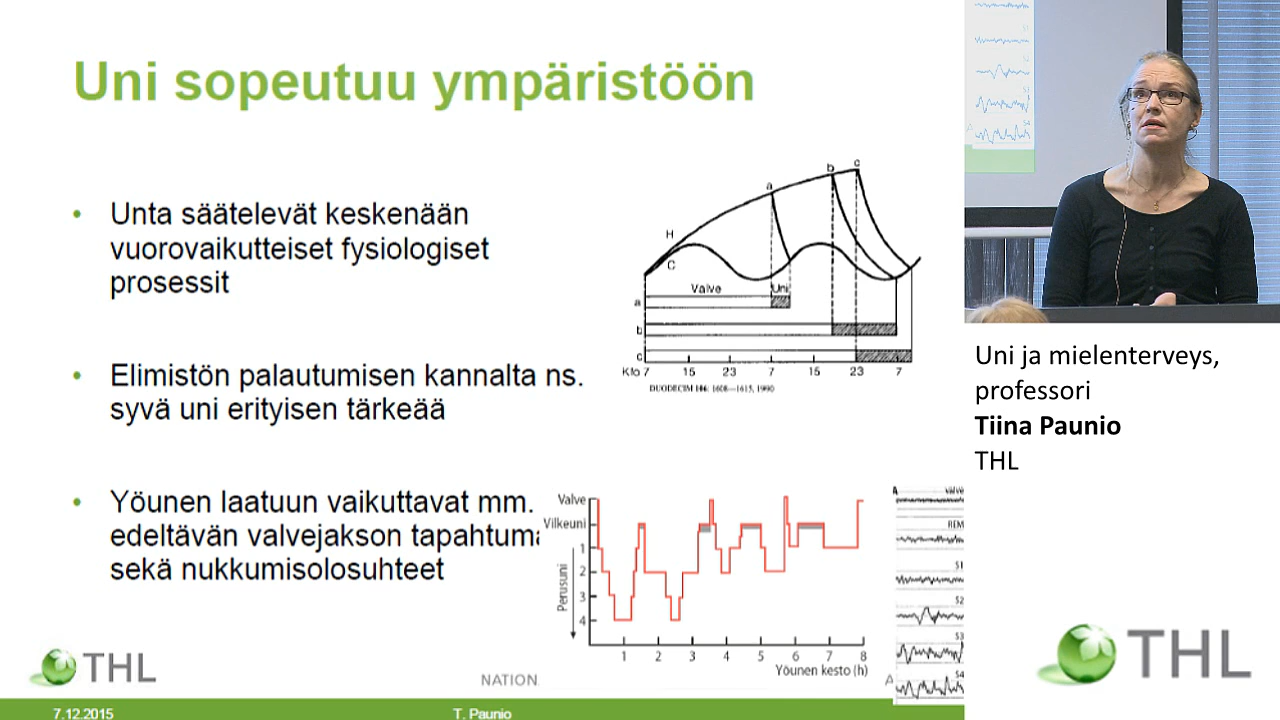 Uni sopeutuu ympäristöön
• Unta säätelevät keskenään
vuorovaikutteiset fysiologiset
prosessit
• Elimistön palautumisen kannalta ns.
syvä uni erityisen tärkeää
• Yöunen laatuun vaikuttavat mm.
edeltävän valvejakson tapahtuma
sekä nukkumisolosuhteet
a b c
H
C
Valve Uni
a
b
c
Klo 7 15 23 7 15 23 7
DUODECIM 106: 1608—1615, 1990
Valve
Vilkeuni
Perusuni
1
2
3
4
1 2 3 4 5 6 7 8
Yöunen kesto (h)
A valve
REM
S1
S2
S3
S4
THL
NATION
A
7.12.2015 T. Paunio
Uni ja mielenterveys,
professori
Tiina Paunio
THL
THL